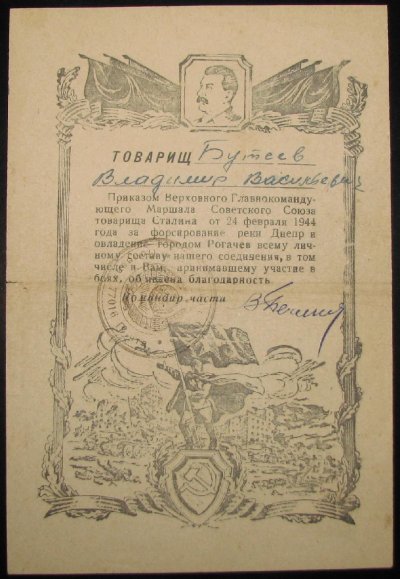 ТОВАРИЩ Бутеев
Владимир Васильевич
Приказом Верховного Главнокоманду-
ющего Маршала Советского Союза
товарища Сталина от 24 февраля 1944
года за форсирование реки Днепр и
овладение городом Рогачев всему лич-
ному составу нашего соединения, в том
числе и Вам, принимавшему участие в
боях, объявлена благодарность.
Командир части